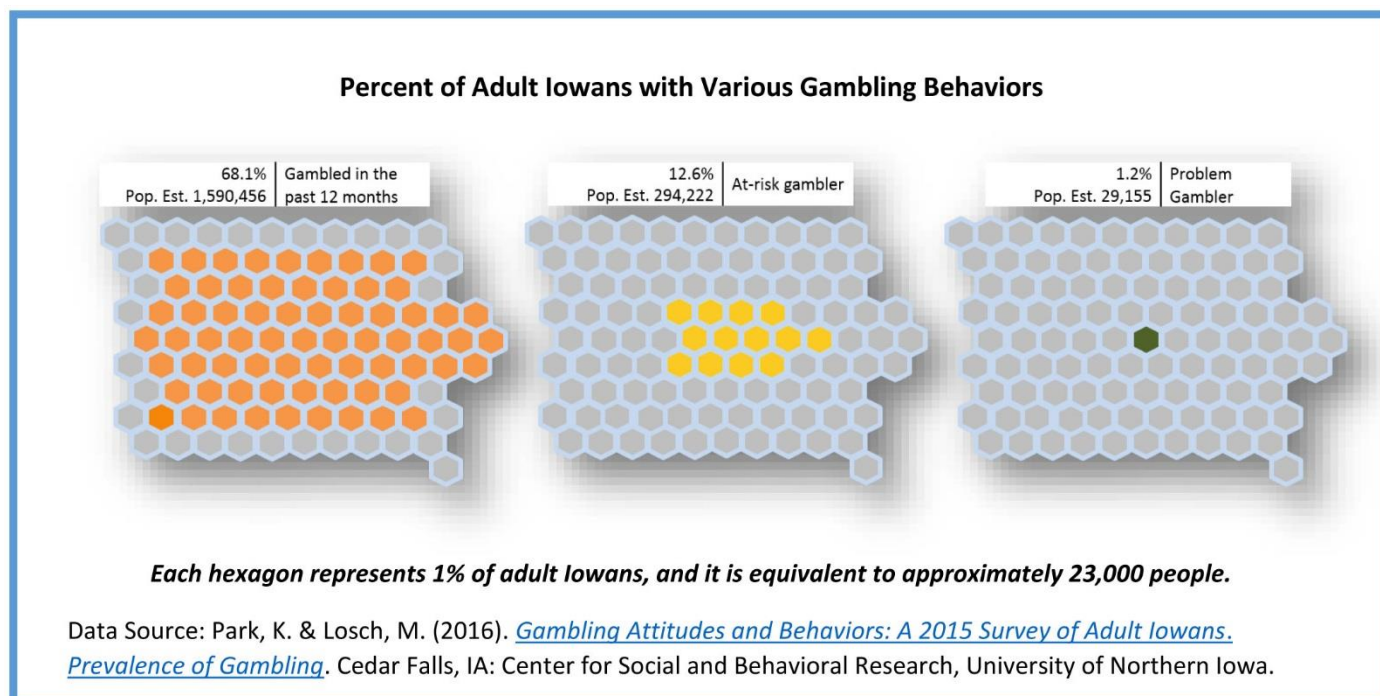 Percent of Adult Iowans with Various Gambling Behaviors
68.1%
Pop. Est. 1,590,456
Gambled in the
past 12 months
12.6%
Pop. Est. 294,222
At-risk gambler
1.2%
Pop. Est. 29,155
Problem
Gambler
Each hexagon represents 1% of adult Iowans, and it is equivalent to approximately 23,000 people.
Data Source: Park, K. & Losch, M. (2016). Gambling Attitudes and Behaviors: A 2015 Survey of Adult Iowans.
Prevalence of Gambling. Cedar Falls, IA: Center for Social and Behavioral Research, University of Northern Iowa.